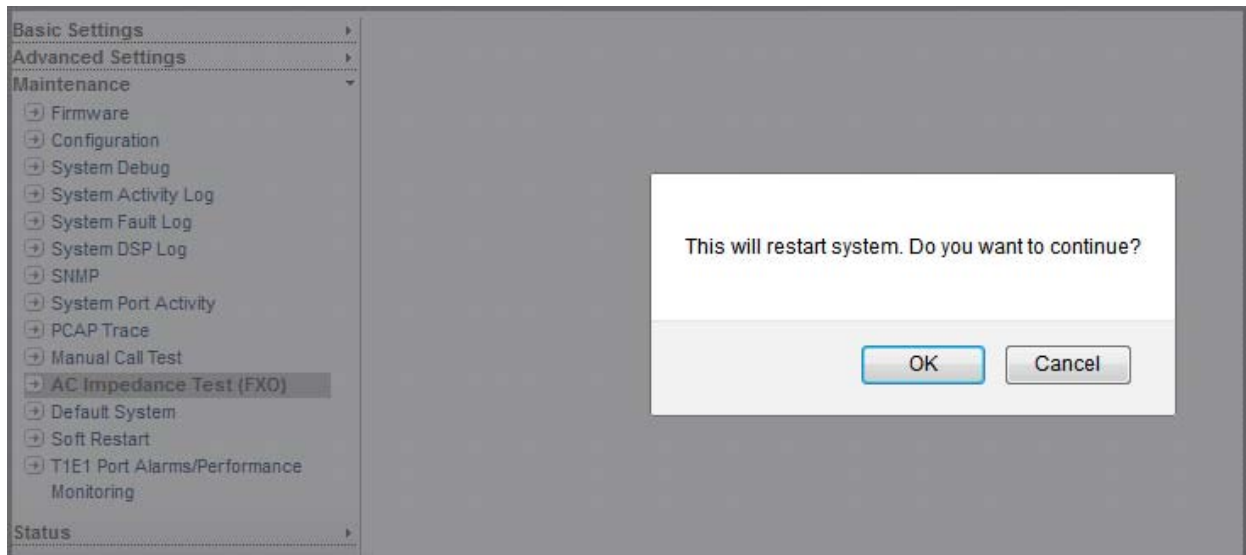 Basic Settings
Advanced Settings
Maintenance
Firmware
Configuration
System Debug
System Activity Log
System Fault Log
System DSP Log
SNMP
System Port Activity
PCAP Trace
Manual Call Test
AC Impedance Test (FXO)
Default System
Soft Restart
T1E1 Port Alarms/Performance
Monitoring
Status
This will restart system. Do you want to continue?
OK
Cancel